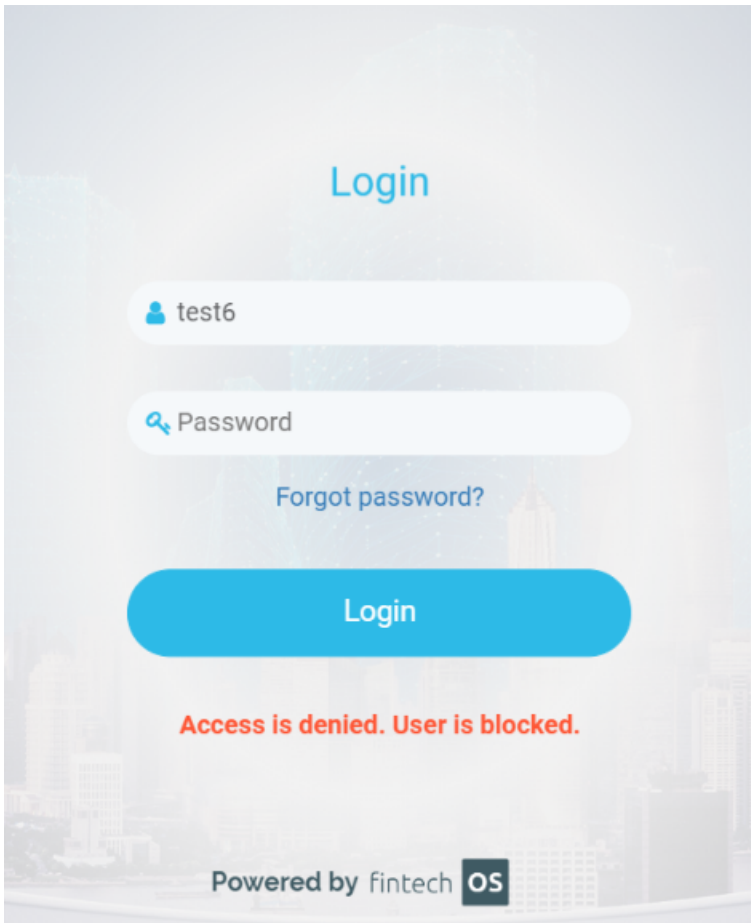 Login
test6
Password
Forgot password?
Login
Access is denied. User is blocked.
Powered by fintech OS